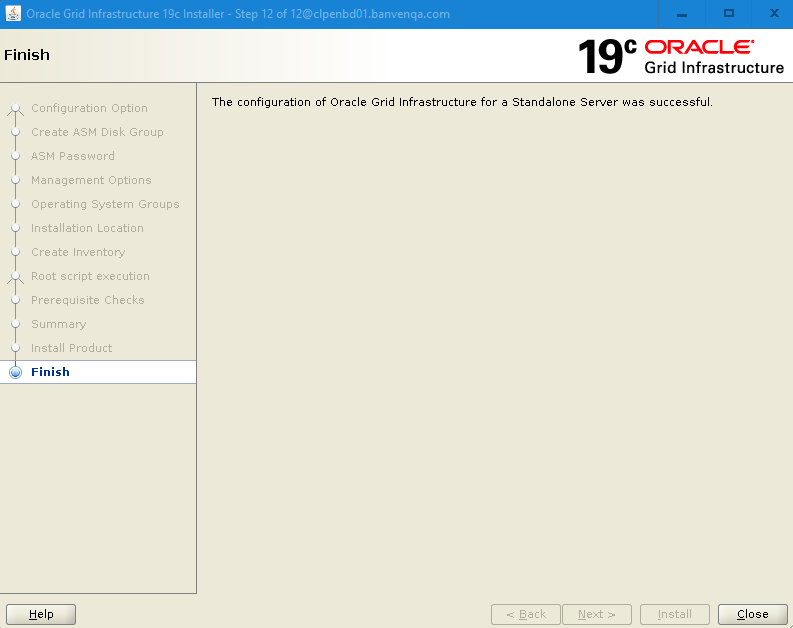 Oracle Grid Infrastructure 19c Installer - Step 12 of 12@clpenbd01.banvenqa.com
Finish
19c ORACLE
Grid Infrastructure
Configuration Option
Create ASM Disk Group
ASM Password
Management Options
Operating System Groups
Installation Location
Create Inventory
Root script execution
Prerequisite Checks
Summary
Install Product
Finish
The configuration of Oracle Grid Infrastructure for a Standalone Server was successful.
Help
< Back
Next >
Install
Close